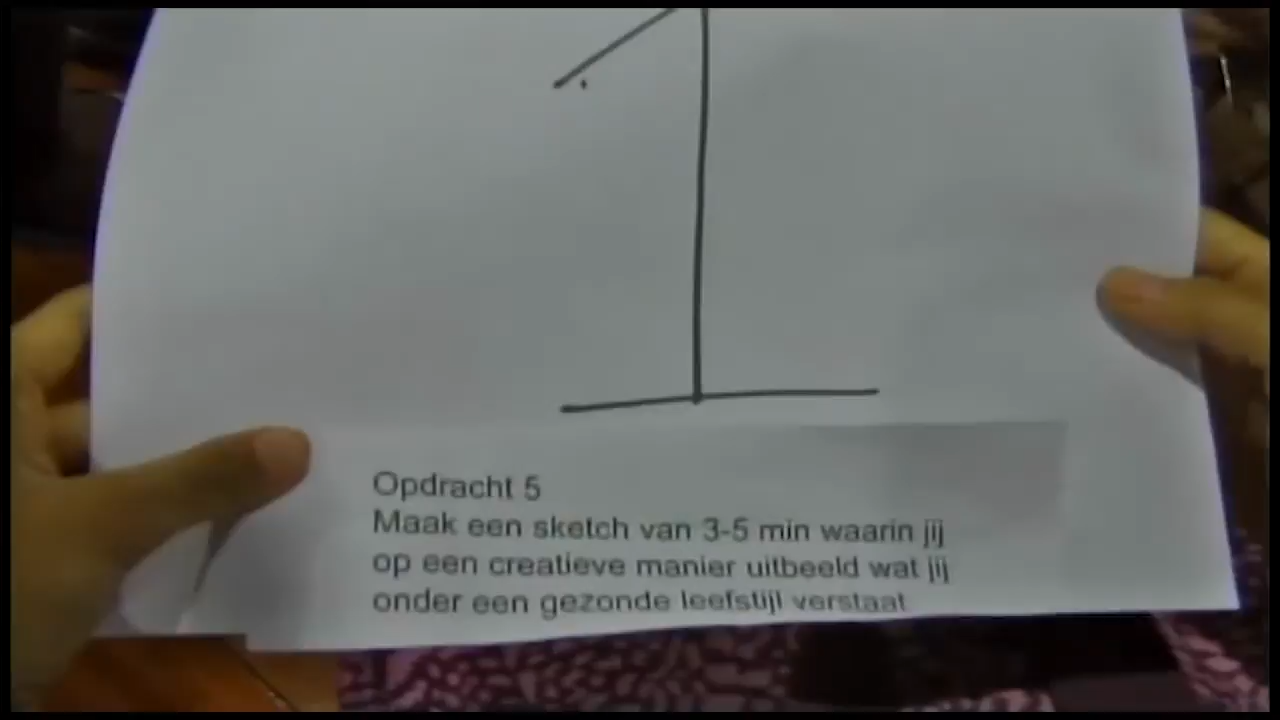 1
Opdracht 5
Maak een sketch van 3-5 min waarin jij
op een creatieve manier uitbeeld wat jij
onder een gezonde leefstijl verstaat